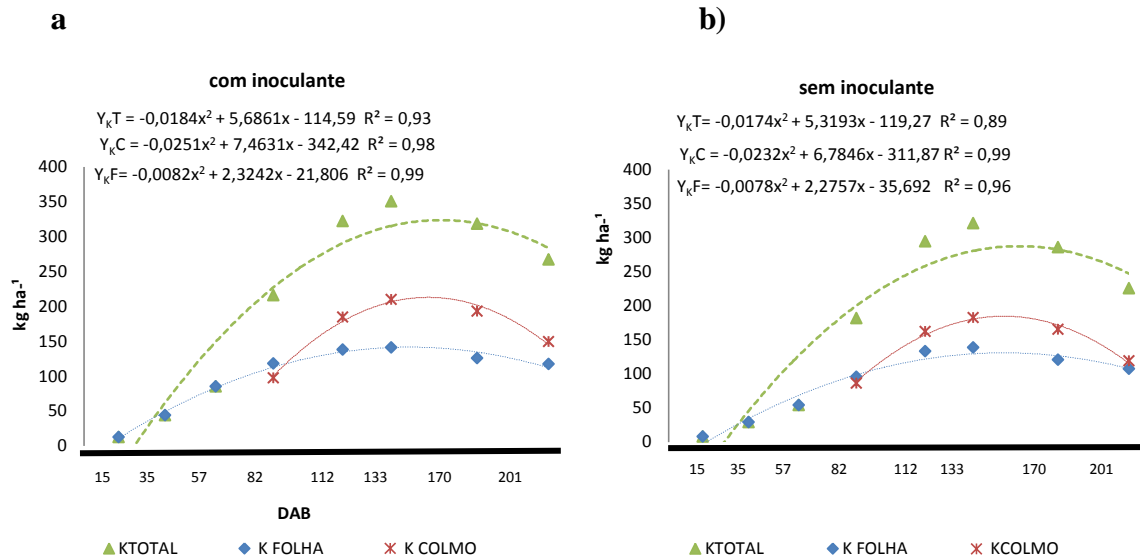 a
com inoculante
YKT = -0,0184x² + 5,6861x - 114,59 R² = 0,93
YKC = -0,0251x² + 7,4631x - 342,42 R² = 0,98
YKF= -0,0082x² + 2,3242x - 21,806 R² = 0,99
400
350
300
250
200
150
100
50
0
kg ha-¹
15 35 57 82 112 133 170 201
DAB
KTOTAL K FOLHA K COLMO
b)
sem inoculante
YKT= -0,0174x² + 5,3193x - 119,27 R² = 0,89
YKC = -0,0232x² + 6,7846x - 311,87 R² = 0,99
YKF= -0,0078x² + 2,2757x - 35,692 R² = 0,96
400
350
300
250
200
150
100
50
0
kg ha-¹
15 35 57 82 112 133 170 201
KTOTAL K FOLHA KCOLMO